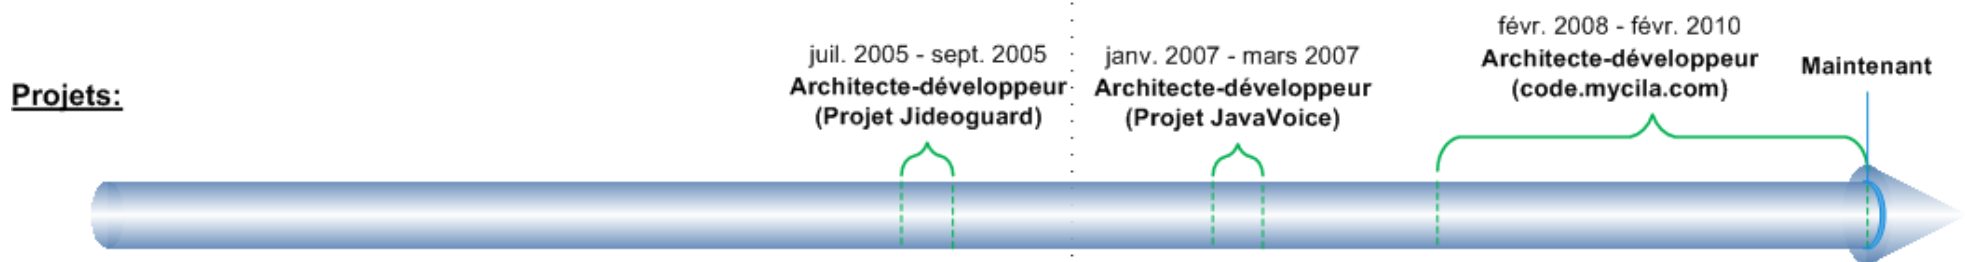 Projets:
juil. 2005 - sept. 2005
Architecte-développeur
(Projet Jideoguard)
janv. 2007 - mars 2007
Architecte-développeur
(Projet JavaVoice)
févr. 2008 - févr. 2010
Architecte-développeur
(code.mycila.com)
Maintenant